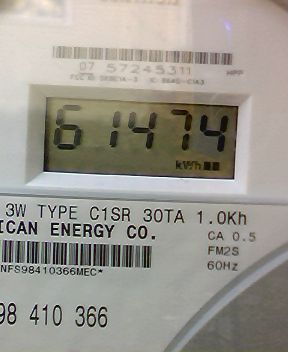 07 57245311 MPP
61474
kWh
3W TYPE C1SR 30TA 1.0Kh
ICAN ENERGY CO.
CA 0.5
FM2S
60Hz
NFS98410366MEC*
98 410 366